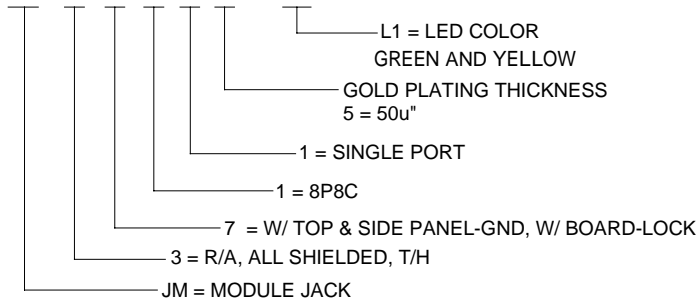 L1 = LED COLOR
GREEN AND YELLOW
GOLD PLATING THICKNESS
5 = 50u"
1 = SINGLE PORT
1 = 8P8C
7 = W/ TOP & SIDE PANEL-GND, W/ BOARD-LOCK
3 = R/A, ALL SHIELDED, T/H
JM = MODULE JACK